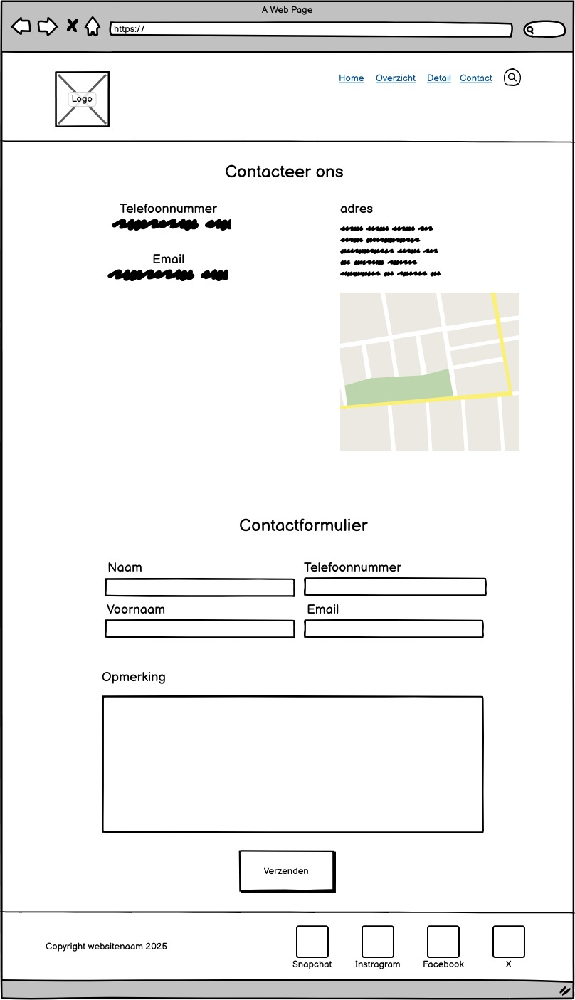 A Web Page
https://
Logo
Home Overzicht Detail Contact
Contacteer ons
Telefoonnummer
adres
Email
Contactformulier
Naam Telefoonnummer
Voornaam Email
Opmerking
Verzenden
Copyright websitenaam 2025
Snapchat Instragram Facebook X